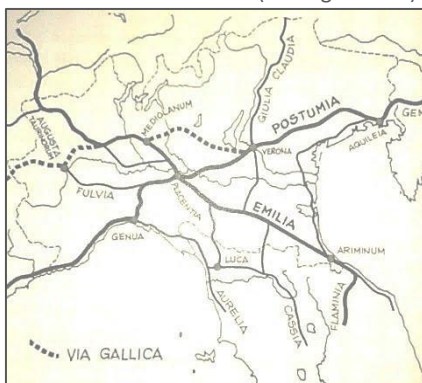 GIULIA CLAUDIA
POSTUMIA
GEN
MEDIOLANUM
AUGUSTA
TAURINORUM
VERONA
AQUILEIA
FULVIA
PLACENTIA
EMILIA
GENUA
LUCA
ARIMINUM
AURELIA
CASSIA
FLAMINIA
VIA GALLICA